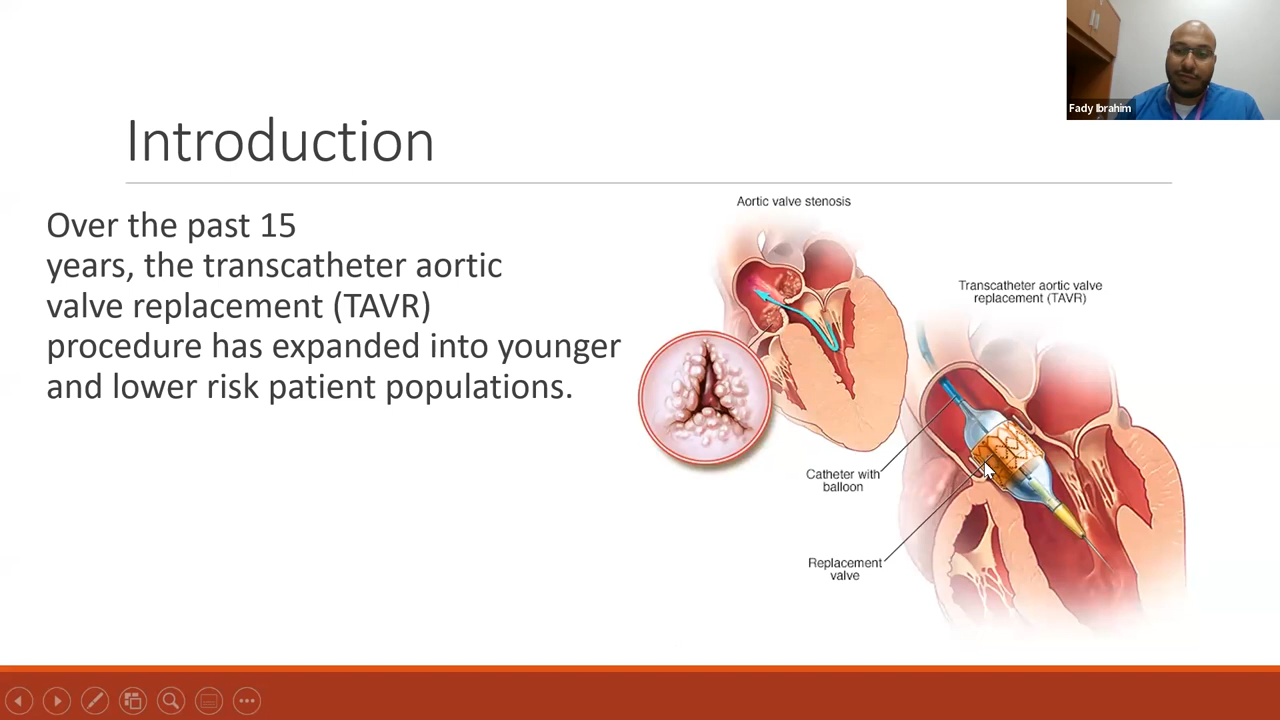 Fady Ibrahim
Introduction
Over the past 15
years, the transcatheter aortic
valve replacement (TAVR)
procedure has expanded into younger
and lower risk patient populations.
Aortic valve stenosis
Transcatheter aortic valve
replacement (TAVR)
Catheter with
balloon
Replacement
valve